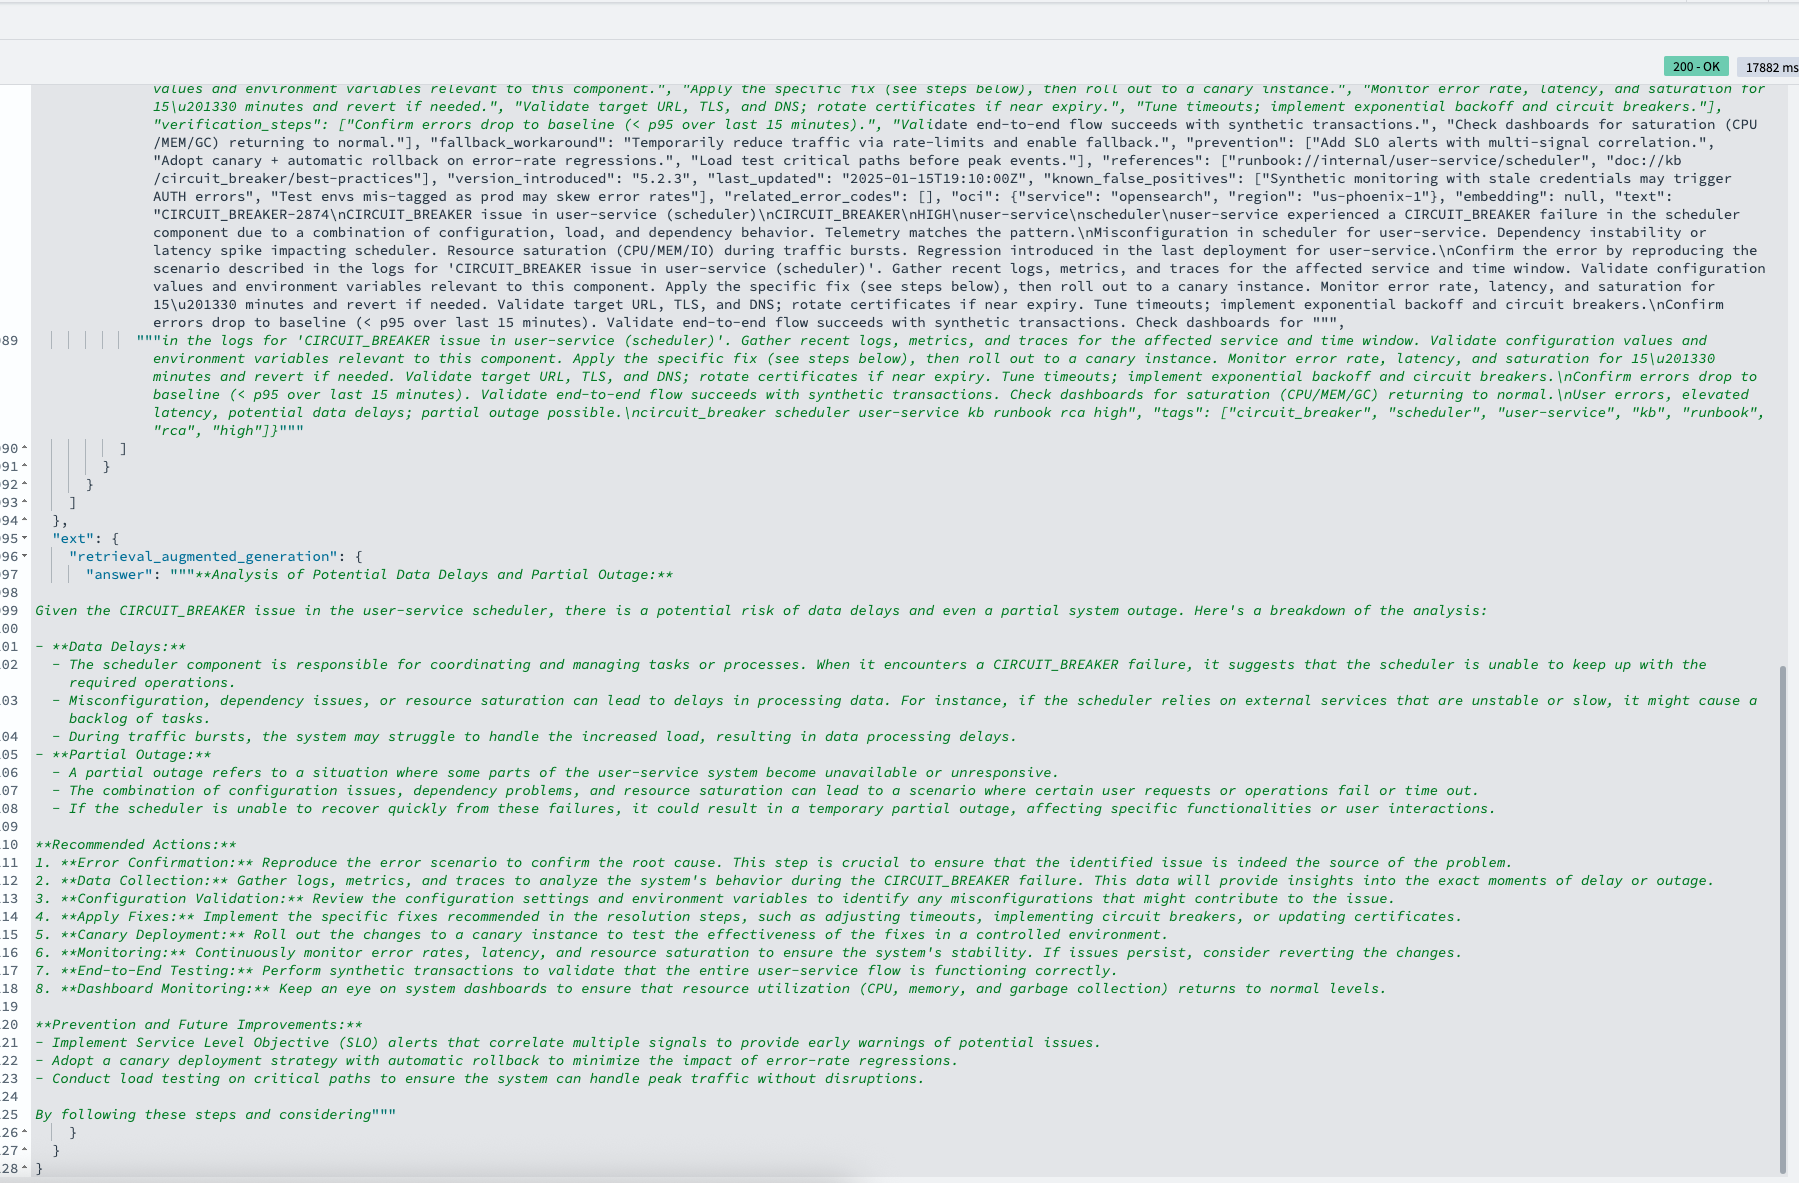 200 - OK
17882 ms
values and environment variables relevant to this component.", "Apply the specific fix (see steps below), then roll out to a canary instance.", "Monitor error rate, latency, and saturation for
15\u201330 minutes and revert if needed.", "Validate target URL, TLS, and DNS; rotate certificates if near expiry.", "Tune timeouts; implement exponential backoff and circuit breakers."],
"verification_steps": ["Confirm errors drop to baseline (< p95 over last 15 minutes).", "Validate end-to-end flow succeeds with synthetic transactions.", "Check dashboards for saturation (CPU
/MEM/GC) returning to normal."], "fallback_workaround": "Temporarily reduce traffic via rate-limits and enable fallback.", "prevention": ["Add SLO alerts with multi-signal correlation.",
"Adopt canary + automatic rollback on error-rate regressions.", "Load test critical paths before peak events."], "references": ["runbook://internal/user-service/scheduler", "doc://kb
/circuit_breaker/best-practices"], "version_introduced": "5.2.3", "last_updated": "2025-01-15T19:10:00Z", "known_false_positives": ["Synthetic monitoring with stale credentials may trigger
AUTH errors", "Test envs mis-tagged as prod may skew error rates"], "related_error_codes": [], "oci": {"service": "opensearch", "region": "us-phoenix-1"}, "embedding": null, "text":
"CIRCUIT_BREAKER-2874\nCIRCUIT_BREAKER issue in user-service (scheduler)\nCIRCUIT_BREAKER\nHIGH\nuser-service\nscheduler\nuser-service experienced a CIRCUIT_BREAKER failure in the scheduler
component due to a combination of configuration, load, and dependency behavior. Telemetry matches the pattern.\nMisconfiguration in scheduler for user-service. Dependency instability or
latency spike impacting scheduler. Resource saturation (CPU/MEM/IO) during traffic bursts. Regression introduced in the last deployment for user-service.\nConfirm the error by reproducing the
scenario described in the logs for 'CIRCUIT_BREAKER issue in user-service (scheduler)'. Gather recent logs, metrics, and traces for the affected service and time window. Validate configuration
values and environment variables relevant to this component. Apply the specific fix (see steps below), then roll out to a canary instance. Monitor error rate, latency, and saturation for
15\u201330 minutes and revert if needed. Validate target URL, TLS, and DNS; rotate certificates if near expiry. Tune timeouts; implement exponential backoff and circuit breakers.\nConfirm
errors drop to baseline (< p95 over last 15 minutes). Validate end-to-end flow succeeds with synthetic transactions. Check dashboards for """,
89 """in the logs for 'CIRCUIT_BREAKER issue in user-service (scheduler)'. Gather recent logs, metrics, and traces for the affected service and time window. Validate configuration values and
environment variables relevant to this component. Apply the specific fix (see steps below), then roll out to a canary instance. Monitor error rate, latency, and saturation for 15\u201330
minutes and revert if needed. Validate target URL, TLS, and DNS; rotate certificates if near expiry. Tune timeouts; implement exponential backoff and circuit breakers.\nConfirm errors drop to
baseline (< p95 over last 15 minutes). Validate end-to-end flow succeeds with synthetic transactions. Check dashboards for saturation (CPU/MEM/GC) returning to normal.\nUser errors, elevated
latency, potential data delays; partial outage possible.\ncircuit_breaker scheduler user-service kb runbook rca high", "tags": ["circuit_breaker", "scheduler", "user-service", "kb", "runbook",
"rca", "high"]}"""
90 ]
91 }
92 }
93 ]
94 },
95 "ext": {
96 "retrieval_augmented_generation": {
97 "answer": """**Analysis of Potential Data Delays and Partial Outage:**
98
99 Given the CIRCUIT_BREAKER issue in the user-service scheduler, there is a potential risk of data delays and even a partial system outage. Here's a breakdown of the analysis:
00
01 - **Data Delays:**
02 - The scheduler component is responsible for coordinating and managing tasks or processes. When it encounters a CIRCUIT_BREAKER failure, it suggests that the scheduler is unable to keep up with the
required operations.
03 - Misconfiguration, dependency issues, or resource saturation can lead to delays in processing data. For instance, if the scheduler relies on external services that are unstable or slow, it might cause a
backlog of tasks.
04 - During traffic bursts, the system may struggle to handle the increased load, resulting in data processing delays.
05 - **Partial Outage:**
06 - A partial outage refers to a situation where some parts of the user-service system become unavailable or unresponsive.
07 - The combination of configuration issues, dependency problems, and resource saturation can lead to a scenario where certain user requests or operations fail or time out.
08 - If the scheduler is unable to recover quickly from these failures, it could result in a temporary partial outage, affecting specific functionalities or user interactions.
09
10 **Recommended Actions:**
11 1. **Error Confirmation:** Reproduce the error scenario to confirm the root cause. This step is crucial to ensure that the identified issue is indeed the source of the problem.
12 2. **Data Collection:** Gather logs, metrics, and traces to analyze the system's behavior during the CIRCUIT_BREAKER failure. This data will provide insights into the exact moments of delay or outage.
13 3. **Configuration Validation:** Review the configuration settings and environment variables to identify any misconfigurations that might contribute to the issue.
14 4. **Apply Fixes:** Implement the specific fixes recommended in the resolution steps, such as adjusting timeouts, implementing circuit breakers, or updating certificates.
15 5. **Canary Deployment:** Roll out the changes to a canary instance to test the effectiveness of the fixes in a controlled environment.
16 6. **Monitoring:** Continuously monitor error rates, latency, and resource saturation to ensure the system's stability. If issues persist, consider reverting the changes.
17 7. **End-to-End Testing:** Perform synthetic transactions to validate that the entire user-service flow is functioning correctly.
18 8. **Dashboard Monitoring:** Keep an eye on system dashboards to ensure that resource utilization (CPU, memory, and garbage collection) returns to normal levels.
19
20 **Prevention and Future Improvements:**
21 - Implement Service Level Objective (SLO) alerts that correlate multiple signals to provide early warnings of potential issues.
22 - Adopt a canary deployment strategy with automatic rollback to minimize the impact of error-rate regressions.
23 - Conduct load testing on critical paths to ensure the system can handle peak traffic without disruptions.
24
25 By following these steps and considering"""
26 }
27 }
28 }